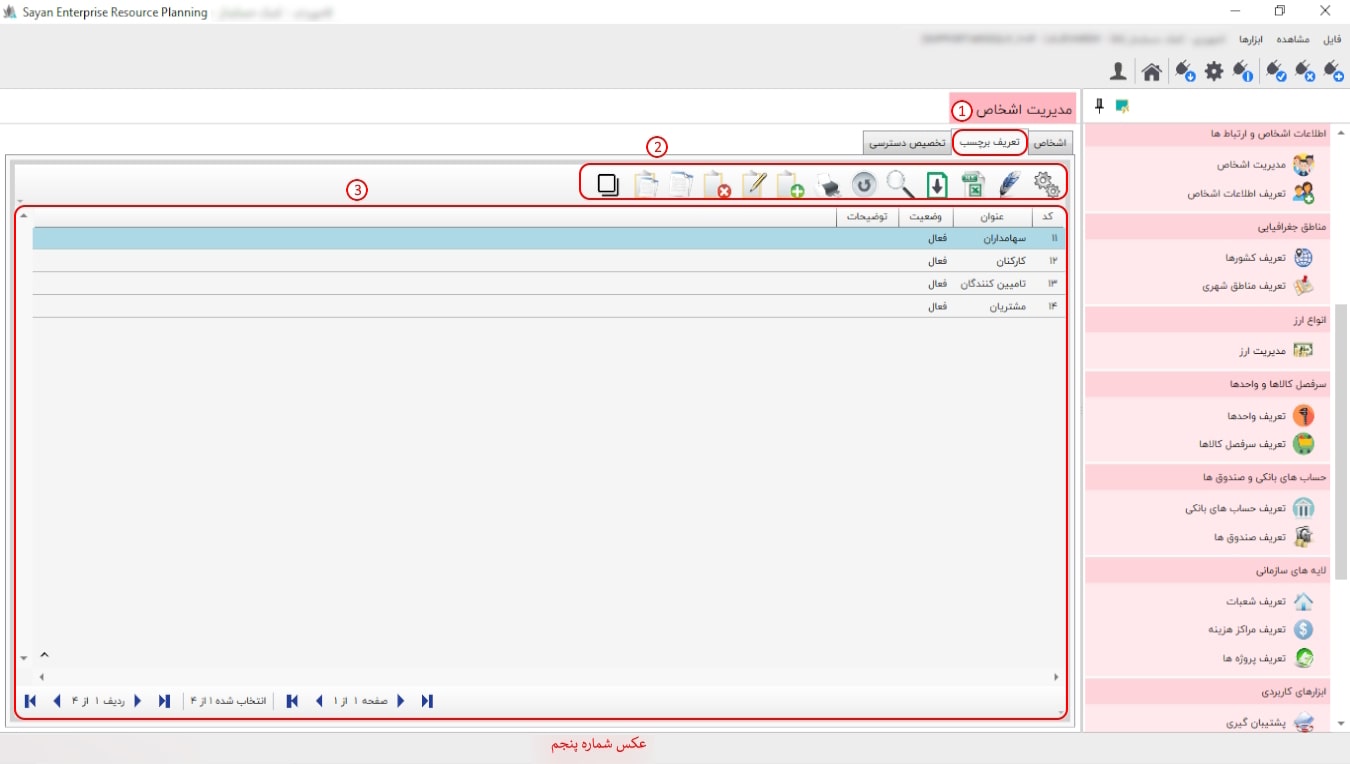 Sayan Enterprise Resource Planning
فایل مشاهده ابزارها
مدیریت اشخاص 1
اشخاص تعریف برچسب تخصیص دسترسی
2
3
کد عنوان وضعیت توضیحات
۱۱ سهامداران فعال
۱۲ کارکنان فعال
۱۳ تامیین کنندگان فعال
۱۴ مشتریان فعال
صفحه ۱ از ۱ انتخاب شده ۱ از ۴ ردیف ۱ از ۴
اطلاعات اشخاص و ارتباط ها
مدیریت اشخاص
تعریف اطلاعات اشخاص
مناطق جغرافیایی
تعریف کشورها
تعریف مناطق شهری
انواع ارز
مدیریت ارز
سرفصل کالاها و واحدها
تعریف واحدها
تعریف سرفصل کالاها
حساب های بانکی و صندوق ها
تعریف حساب های بانکی
تعریف صندوق ها
لایه های سازمانی
تعریف شعبات
تعریف مراکز هزینه
تعریف پروژه ها
ابزارهای کاربردی
پشتیبان گیری
عکس شماره پنجم